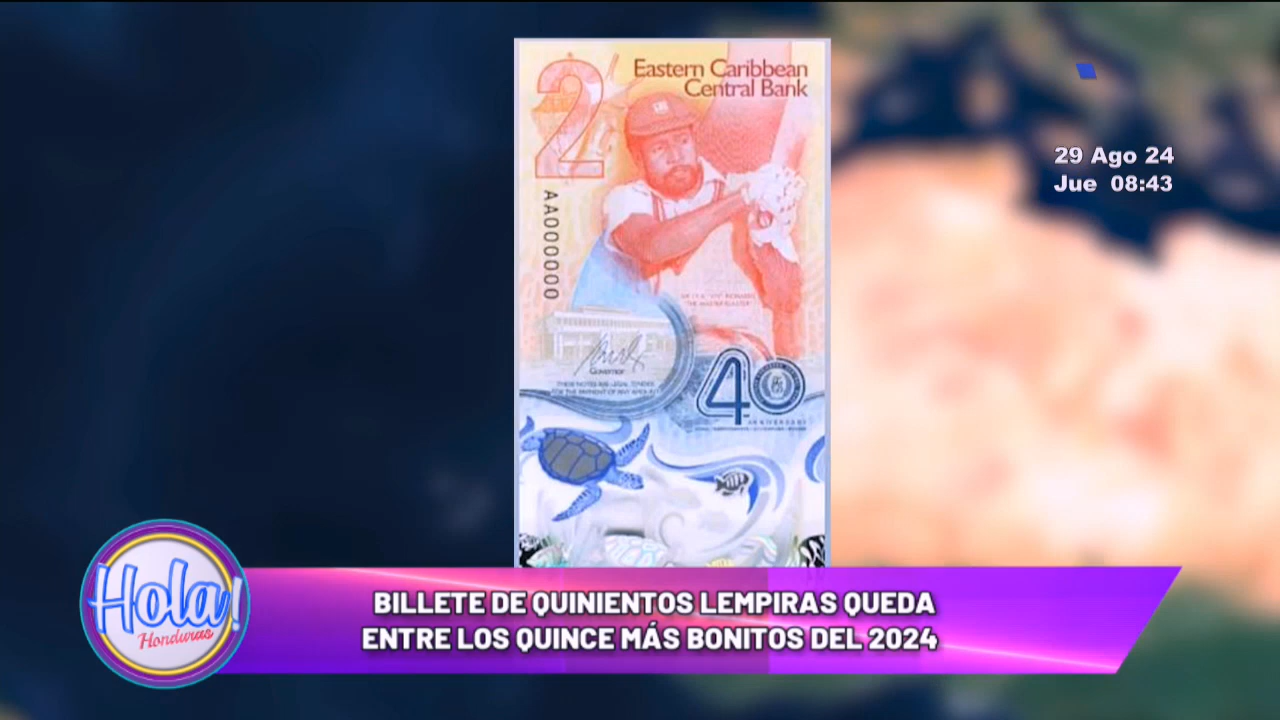 2
Eastern Caribbean
Central Bank
AA000000
29 Ago 24
Jue 08:43
Governor
40
ANNIVERSARY
Hola!
Honduras
BILLETE DE QUINIENTOS LEMPIRAS QUEDA
ENTRE LOS QUINCE MÁS BONITOS DEL 2024